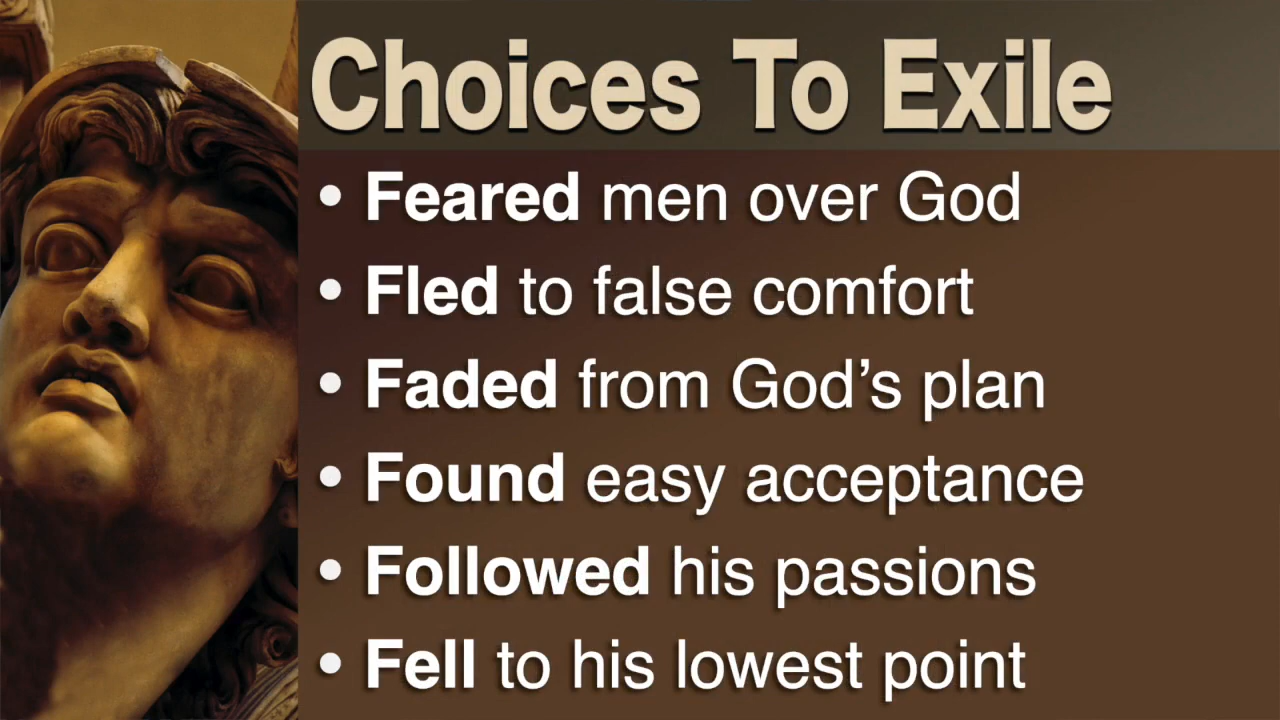 Choices To Exile
• Feared men over God
• Fled to false comfort
• Faded from God’s plan
• Found easy acceptance
• Followed his passions
• Fell to his lowest point